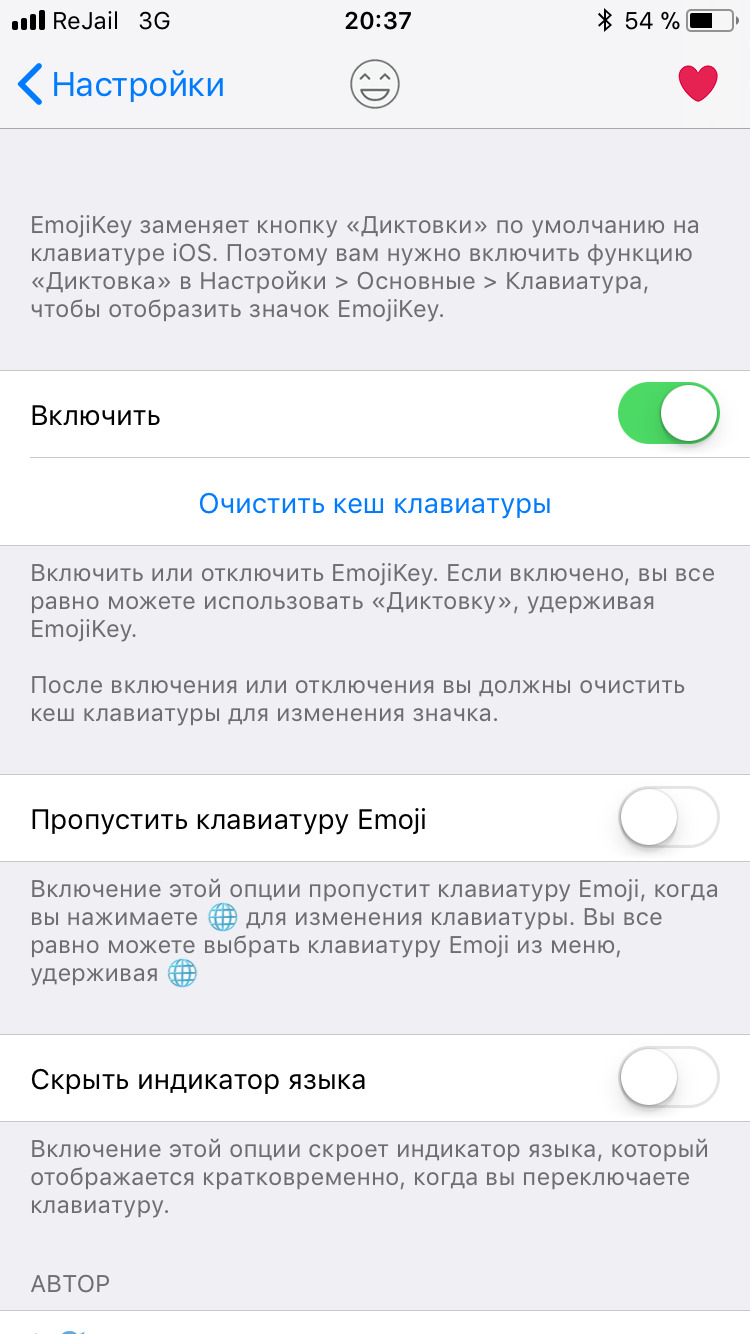 ReJail 3G 20:37 54 %
Настройки
EmojiKey заменяет кнопку «Диктовки» по умолчанию на
клавиатуре iOS. Поэтому вам нужно включить функцию
«Диктовка» в Настройки > Основные > Клавиатура,
чтобы отобразить значок EmojiKey.
Включить
Очистить кеш клавиатуры
Включить или отключить EmojiKey. Если включено, вы все
равно можете использовать «Диктовку», удерживая
EmojiKey.
После включения или отключения вы должны очистить
кеш клавиатуры для изменения значка.
Пропустить клавиатуру Emoji
Включение этой опции пропустит клавиатуру Emoji, когда
вы нажимаете 🌐 для изменения клавиатуры. Вы все
равно можете выбрать клавиатуру Emoji из меню,
удерживая 🌐
Скрыть индикатор языка
Включение этой опции скроет индикатор языка, который
отображается кратковременно, когда вы переключаете
клавиатуру.
АВТОР